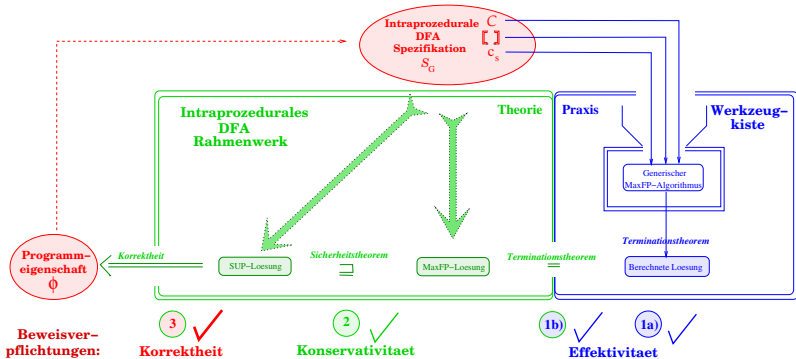 Intraprozedurale
DFA
Spezifikation
S_G
C
⟦ ⟧
c_s
Intraprozedurales
DFA
Rahmenwerk
Theorie
Praxis
Werkzeug-
kiste
Generischer
MaxFP-Algorithmus
Terminationstheorem
Programm-
eigenschaft
ϕ
Korrektheit
SUP-Loesung
Sicherheitstheorem
⊒
MaxFP-Loesung
Terminationstheorem
=
Berechnete Loesung
Beweisver-
pflichtungen:
3
Korrektheit
2
Konservativitaet
1b)
1a)
Effektivitaet